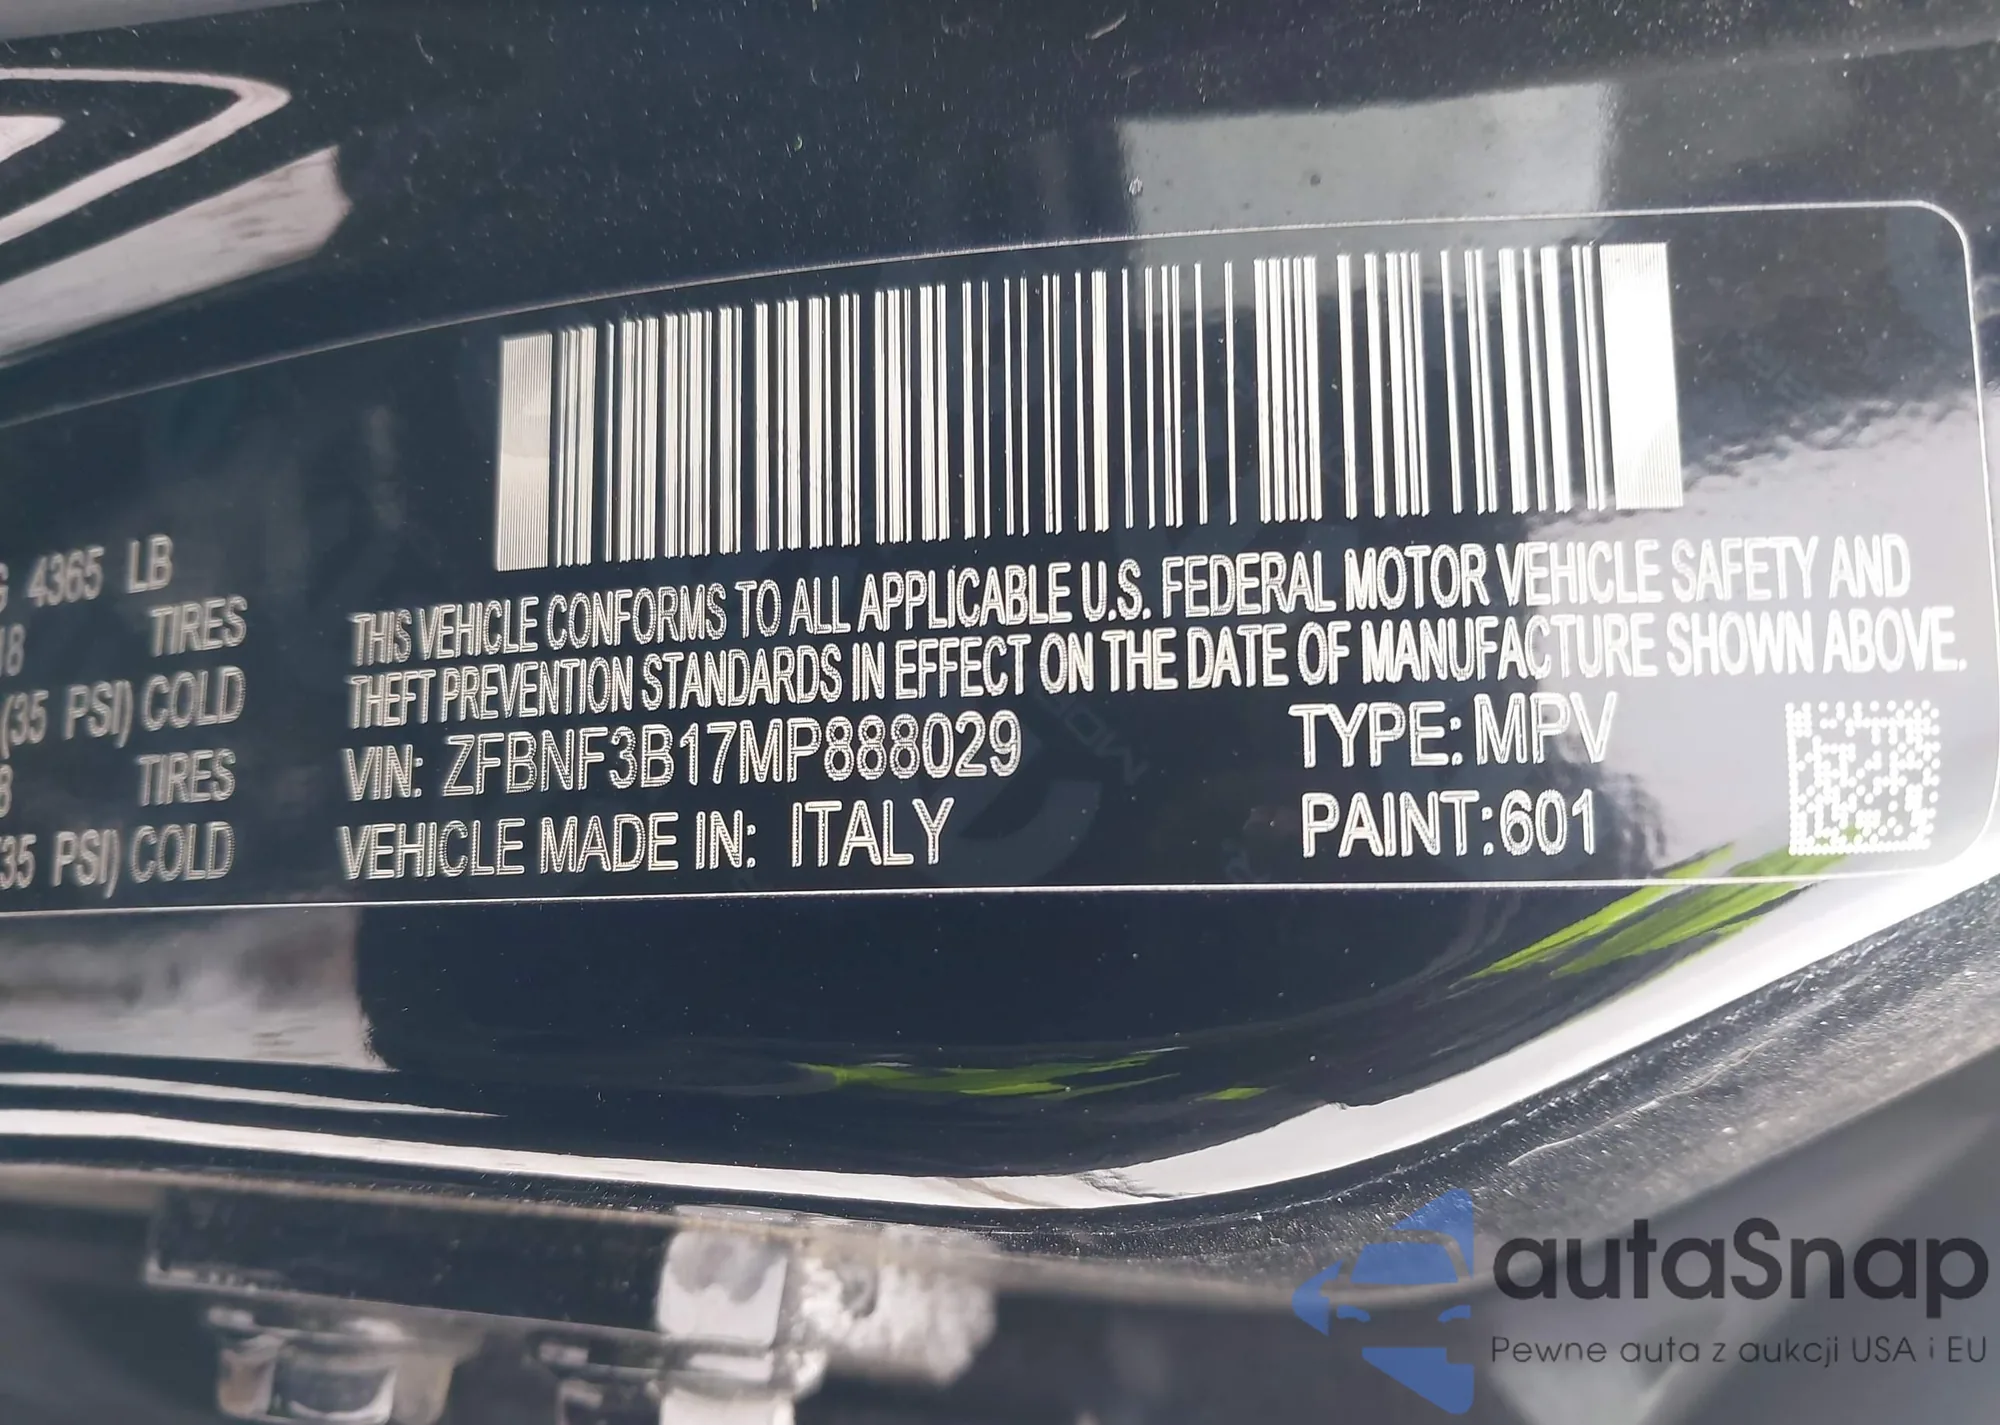 4365 LB
18 TIRES
(35 PSI) COLD
TIRES
35 PSI) COLD
THIS VEHICLE CONFORMS TO ALL APPLICABLE U.S. FEDERAL MOTOR VEHICLE SAFETY AND
THEFT PREVENTION STANDARDS IN EFFECT ON THE DATE OF MANUFACTURE SHOWN ABOVE.
VIN: ZFBNF3B17MP888029 TYPE: MPV
VEHICLE MADE IN: ITALY PAINT:601
autaSnap
Pewne auta z aukcji USA i EU